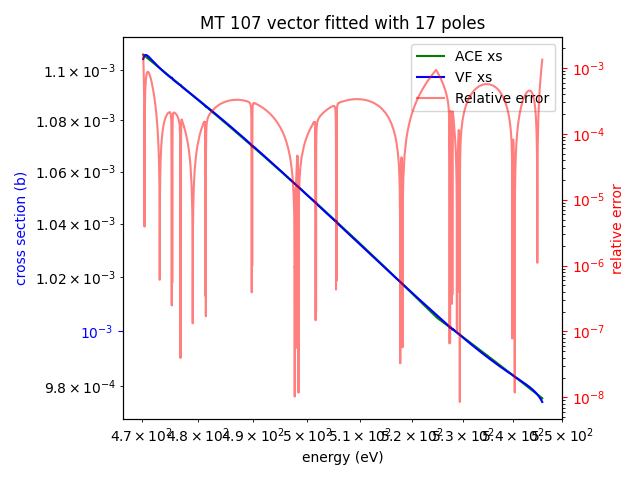 MT 107 vector fitted with 17 poles
ACE xs
VF xs
Relative error
1.1 × 10⁻³
1.08 × 10⁻³
1.06 × 10⁻³
1.04 × 10⁻³
1.02 × 10⁻³
10⁻³
9.8 × 10⁻⁴
cross section (b)
10⁻³
10⁻⁴
10⁻⁵
10⁻⁶
10⁻⁷
10⁻⁸
relative error
4.7 × 10² 4.8 × 10² 4.9 × 10² 5 × 10² 5.1 × 10² 5.2 × 10² 5.3 × 10² 5.4 × 10² 5.5 × 10²
energy (eV)